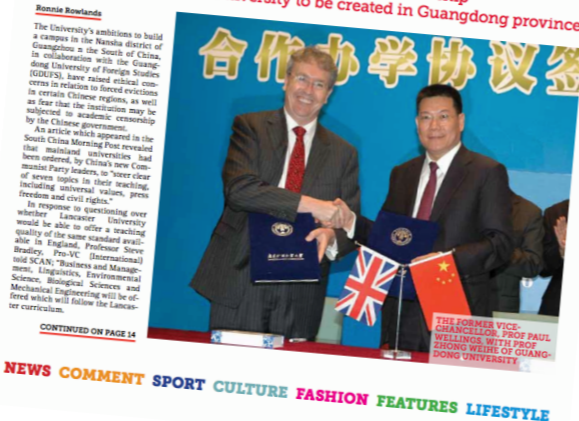 University to be created in Guangdong province
Ronnie Rowlands
The University's ambitions to build
a campus in the Nansha district of
Guangzhou n the South of China,
in collaboration with the Guang-
dong University of Foreign Studies
(GDUFS), have raised ethical con-
cerns in relation to forced evictions
in certain Chinese regions, as well
as fear that the institution may be
subjected to academic censorship
by the Chinese government.
An article which appeared in the
South China Morning Post revealed
that mainland universities had
been ordered, by China's new Com-
munist Party leaders, to "steer clear
of seven topics in their teaching,
including universal values, press
freedom and civil rights."
In response to questioning over
whether Lancaster University
would be able to offer a teaching
quality of the same standard avail-
able in England, Professor Steve
Bradley, Pro-VC (International)
told SCAN; "Business and Manage-
ment, Linguistics, Environmental
Science, Biological Sciences and
Mechanical Engineering will be of-
fered which will follow the Lancas-
ter curriculum.
CONTINUED ON PAGE 14
合作办学协议签
THE FORMER VICE-
CHANCELLOR, PROF PAUL
WELLINGS, WITH PROF
ZHONG WEIHE OF GUANG-
DONG UNIVERSITY
NEWS COMMENT SPORT CULTURE FASHION FEATURES LIFESTYLE